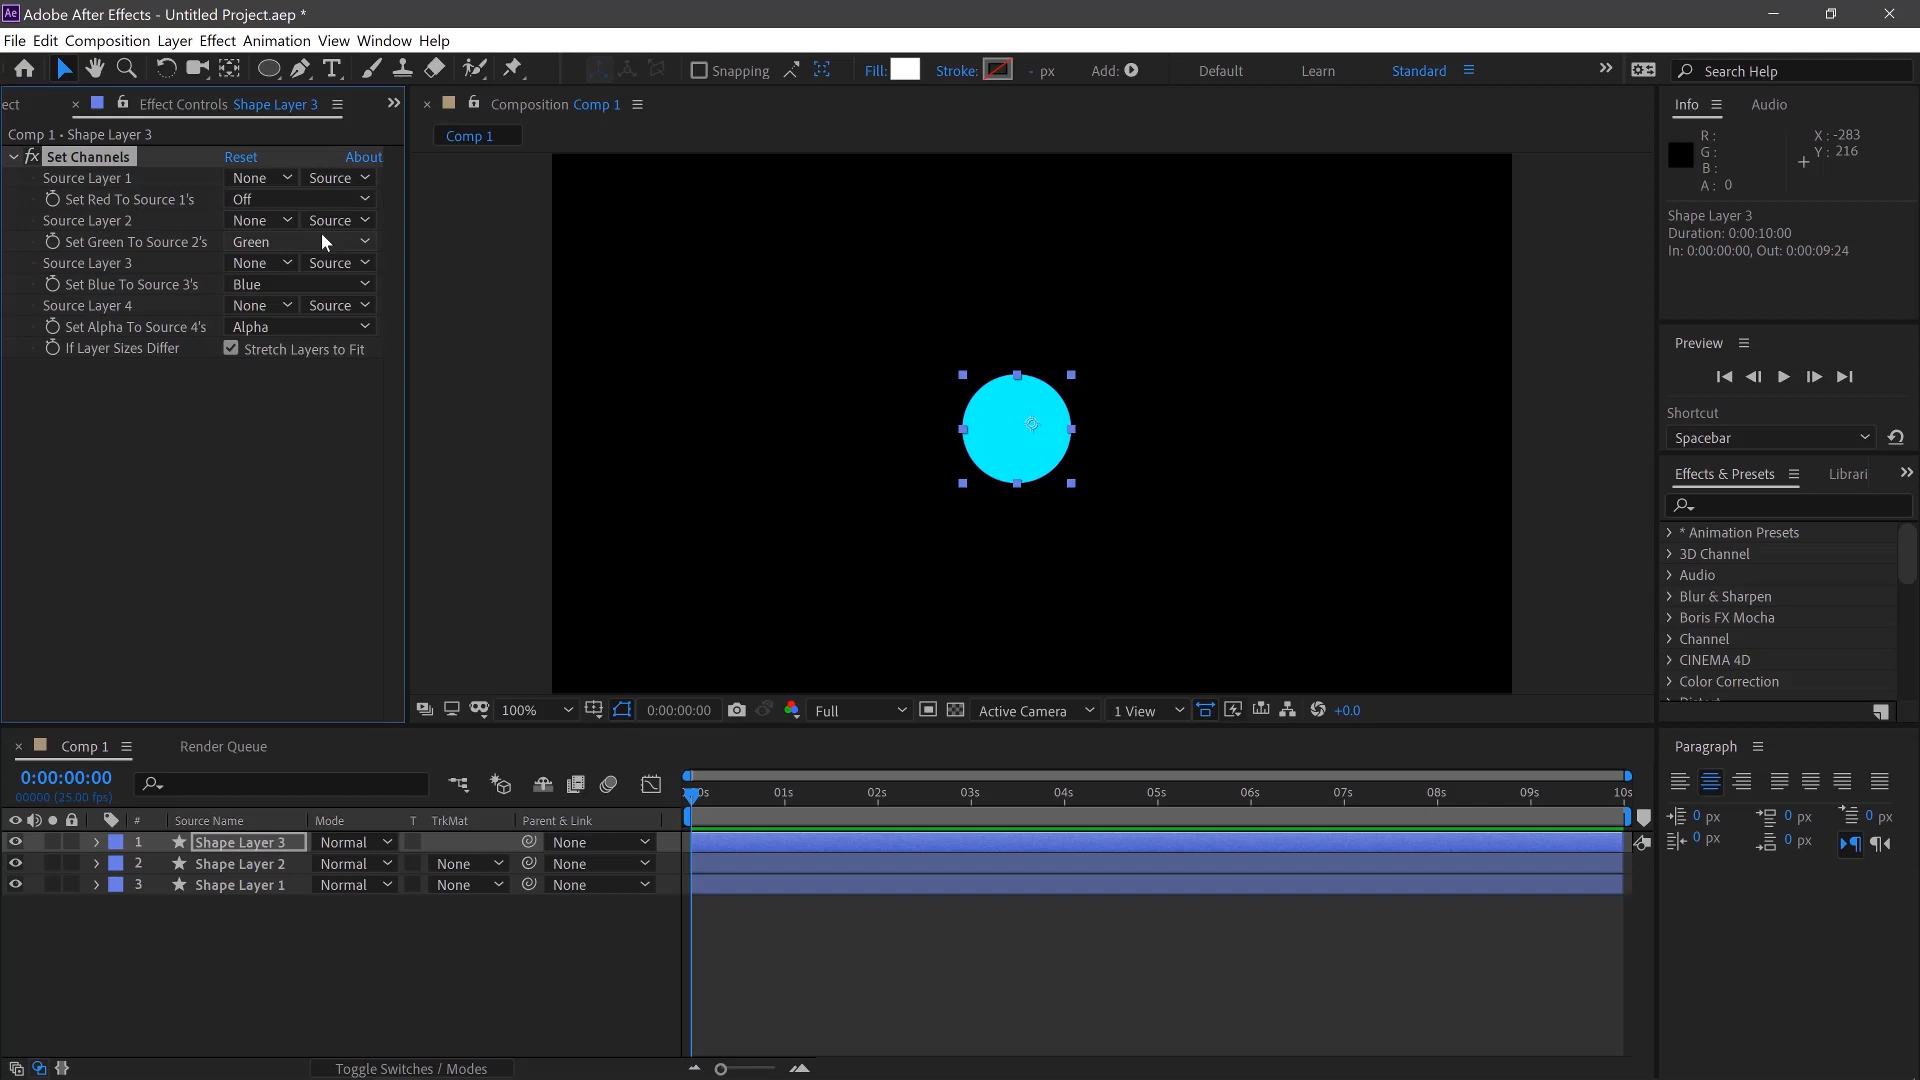 Ae Adobe After Effects - Untitled Project.aep *
File Edit Composition Layer Effect Animation View Window Help
Snapping Fill: Stroke: - px Add: Default Learn Standard Search Help
ect Effect Controls Shape Layer 3
Comp 1 • Shape Layer 3
fx Set Channels Reset About
Source Layer 1 None Source
Set Red To Source 1's Off
Source Layer 2 None Source
Set Green To Source 2's Green
Source Layer 3 None Source
Set Blue To Source 3's Blue
Source Layer 4 None Source
Set Alpha To Source 4's Alpha
If Layer Sizes Differ Stretch Layers to Fit
Composition Comp 1
Comp 1
100% 0:00:00:00 Full Active Camera 1 View +0.0
Info Audio
R: X: -283
G: Y: 216
B:
A: 0
Shape Layer 3
Duration: 0:00:10:00
In: 0:00:00:00, Out: 0:00:09:24
Preview
Shortcut
Spacebar
Effects & Presets Librari
* Animation Presets
3D Channel
Audio
Blur & Sharpen
Boris FX Mocha
Channel
CINEMA 4D
Color Correction
Comp 1 Render Queue
0:00:00:00
00000 (25.00 fps)
01s 02s 03s 04s 05s 06s 07s 08s 09s 10s
# Source Name Mode T TrkMat Parent & Link
1 Shape Layer 3 Normal None
2 Shape Layer 2 Normal None None
3 Shape Layer 1 Normal None None
Toggle Switches / Modes
Paragraph
0 px 0 px 0 px
0 px 0 px